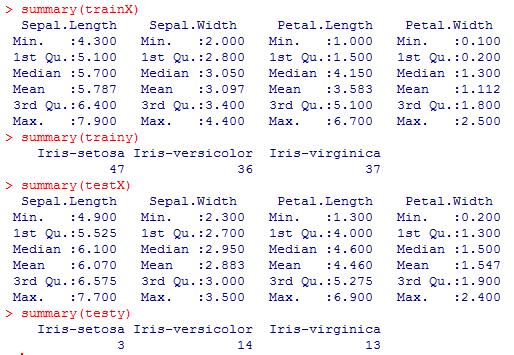 > summary(trainX)
  Sepal.Length    Sepal.Width     Petal.Length    Petal.Width
 Min.   :4.300   Min.   :2.000   Min.   :1.000   Min.   :0.100
 1st Qu.:5.100   1st Qu.:2.800   1st Qu.:1.500   1st Qu.:0.200
 Median :5.700   Median :3.050   Median :4.150   Median :1.300
 Mean   :5.787   Mean   :3.097   Mean   :3.583   Mean   :1.112
 3rd Qu.:6.400   3rd Qu.:3.400   3rd Qu.:5.100   3rd Qu.:1.800
 Max.   :7.900   Max.   :4.400   Max.   :6.700   Max.   :2.500
> summary(trainy)
    Iris-setosa Iris-versicolor  Iris-virginica
             47              36              37
> summary(testX)
  Sepal.Length    Sepal.Width     Petal.Length    Petal.Width
 Min.   :4.900   Min.   :2.300   Min.   :1.300   Min.   :0.200
 1st Qu.:5.525   1st Qu.:2.700   1st Qu.:4.000   1st Qu.:1.300
 Median :6.100   Median :2.950   Median :4.600   Median :1.500
 Mean   :6.070   Mean   :2.883   Mean   :4.460   Mean   :1.547
 3rd Qu.:6.575   3rd Qu.:3.000   3rd Qu.:5.275   3rd Qu.:1.900
 Max.   :7.700   Max.   :3.500   Max.   :6.900   Max.   :2.400
> summary(testy)
    Iris-setosa Iris-versicolor  Iris-virginica
              3              14              13